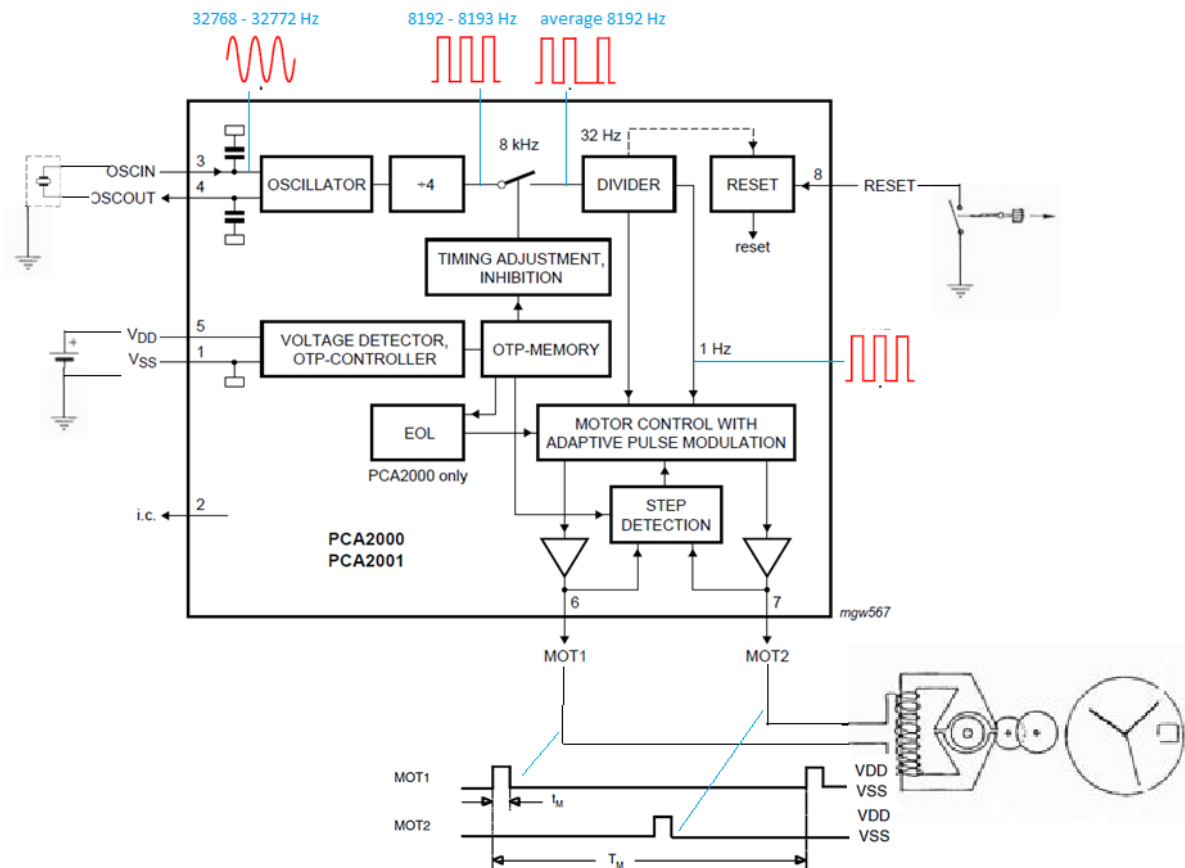 32768 - 32772 Hz
8192 - 8193 Hz
average 8192 Hz
8 kHz
32 Hz
3
OSCIN
4
OSCOUT
OSCILLATOR
÷4
DIVIDER
RESET
8
RESET
reset
TIMING ADJUSTMENT,
INHIBITION
5
VDD
1
VSS
VOLTAGE DETECTOR,
OTP-CONTROLLER
OTP-MEMORY
1 Hz
EOL
PCA2000 only
MOTOR CONTROL WITH
ADAPTIVE PULSE MODULATION
2
i.c.
STEP
DETECTION
PCA2000
PCA2001
6
7
mgw567
MOT1
MOT2
MOT1
VDD
VSS
tM
MOT2
VDD
VSS
TM